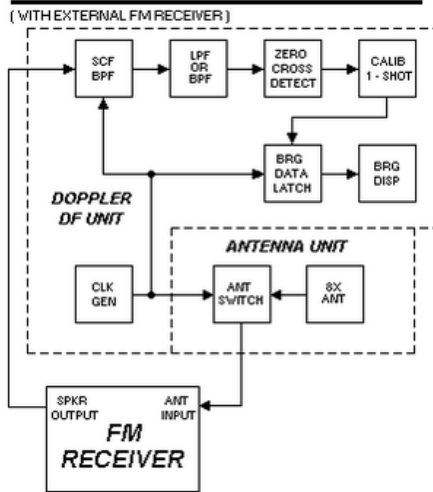 ( WITH EXTERNAL FM RECEIVER )
SCF
BPF
LPF
OR
BPF
ZERO
CROSS
DETECT
CALIB
1 - SHOT
BRG
DATA
LATCH
BRG
DISP
DOPPLER
DF UNIT
ANTENNA UNIT
CLK
GEN
ANT
SWITCH
8X
ANT
SPKR
OUTPUT
ANT
INPUT
FM
RECEIVER